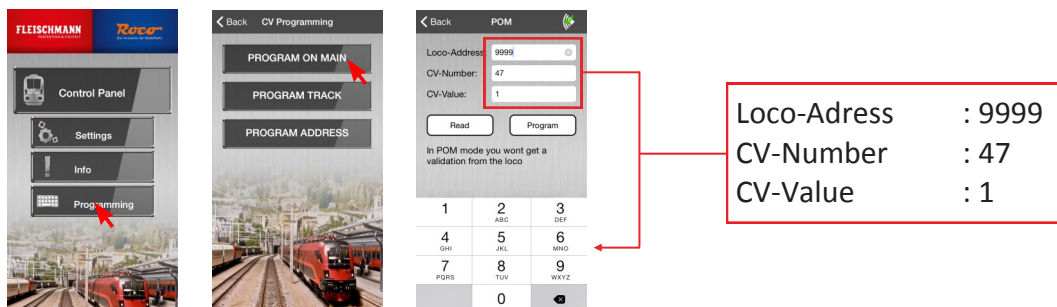 FLEISCHMANN
PERFEKTION & VIELFALT
Roco
Control Panel
Settings
Info
Programming
Back CV Programming
PROGRAM ON MAIN
PROGRAM TRACK
PROGRAM ADDRESS
Back POM
Loco-Address: 9999
CV-Number: 47
CV-Value: 1
Read Program
In POM mode you wont get a
validation from the loco
1 2 3
ABC DEF
4 5 6
GHI JKL MNO
7 8 9
PQRS TUV WXYZ
0
Loco-Adress : 9999
CV-Number : 47
CV-Value : 1